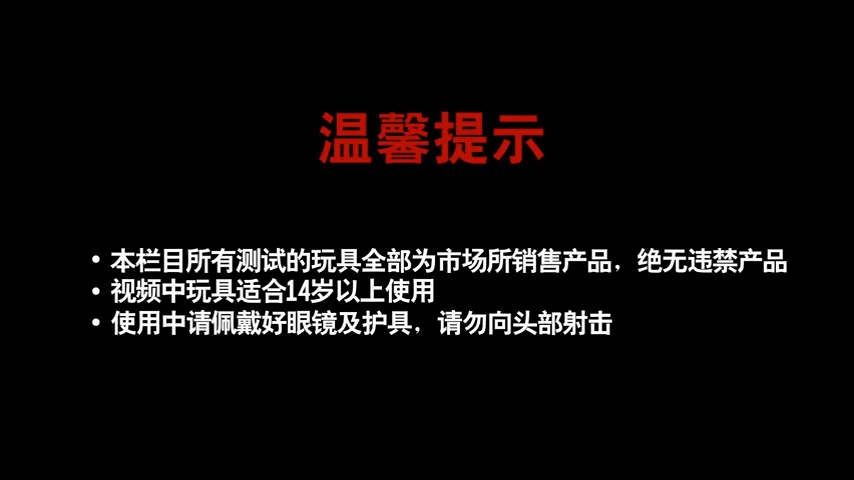 温馨提示
• 本栏目所有测试的玩具全部为市场所销售产品，绝无违禁产品
• 视频中玩具适合14岁以上使用
• 使用中请佩戴好眼镜及护具，请勿向头部射击